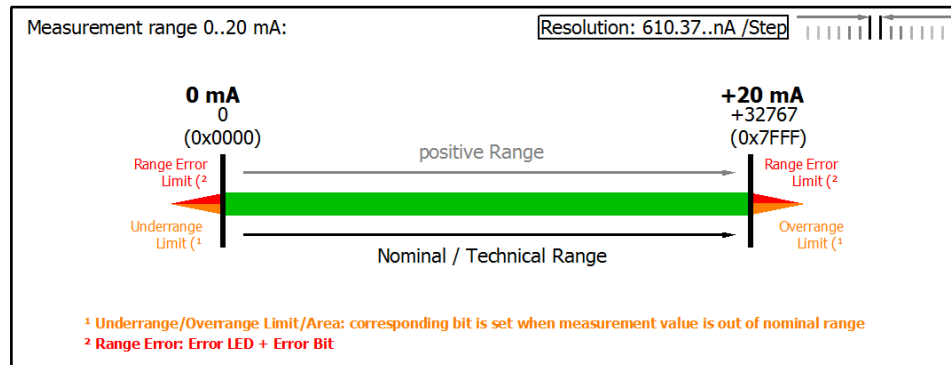 Measurement range 0..20 mA:
Resolution: 610.37..nA /Step
0 mA
0
(0x0000)
+20 mA
+32767
(0x7FFF)
positive Range
Range Error
Limit (²
Range Error
Limit (²
Underrange
Limit (¹
Overrange
Limit (¹
Nominal / Technical Range
¹ Underrange/Overrange Limit/Area: corresponding bit is set when measurement value is out of nominal range
² Range Error: Error LED + Error Bit